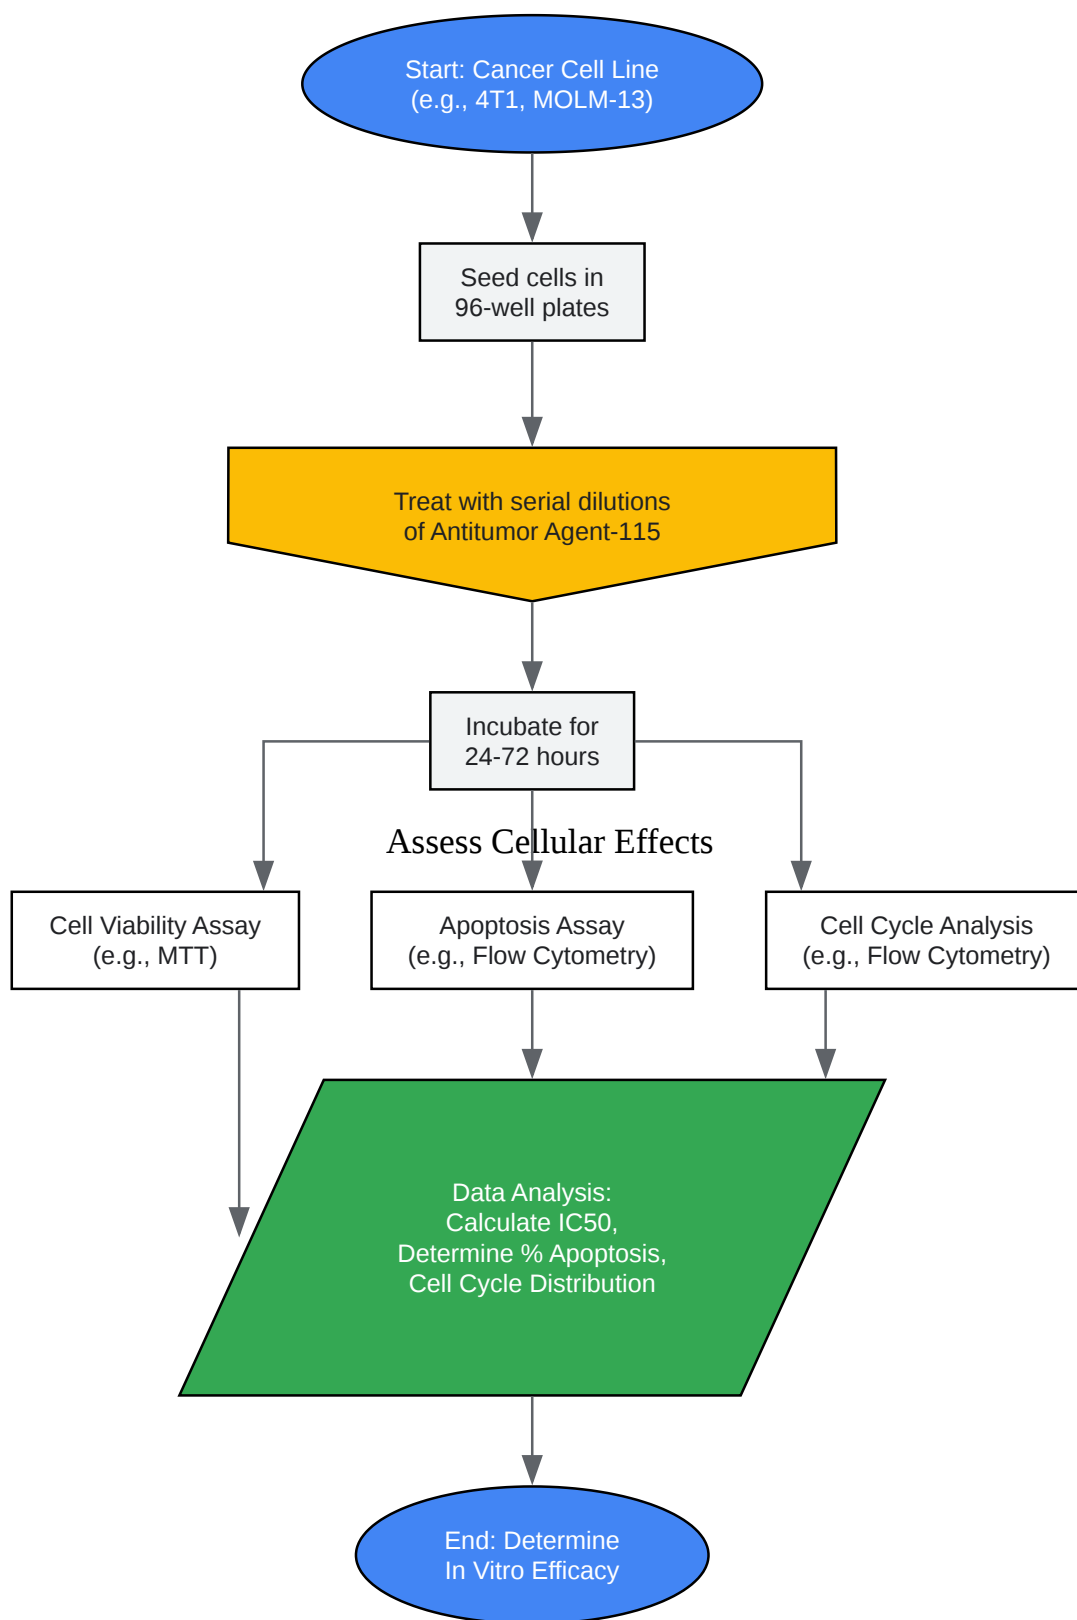 Start: Cancer Cell Line
(e.g., 4T1, MOLM-13)
Seed cells in
96-well plates
Treat with serial dilutions
of Antitumor Agent-115
Incubate for
24-72 hours
Assess Cellular Effects
Cell Viability Assay
(e.g., MTT)
Apoptosis Assay
(e.g., Flow Cytometry)
Cell Cycle Analysis
(e.g., Flow Cytometry)
Data Analysis:
Calculate IC50,
Determine % Apoptosis,
Cell Cycle Distribution
End: Determine
In Vitro Efficacy